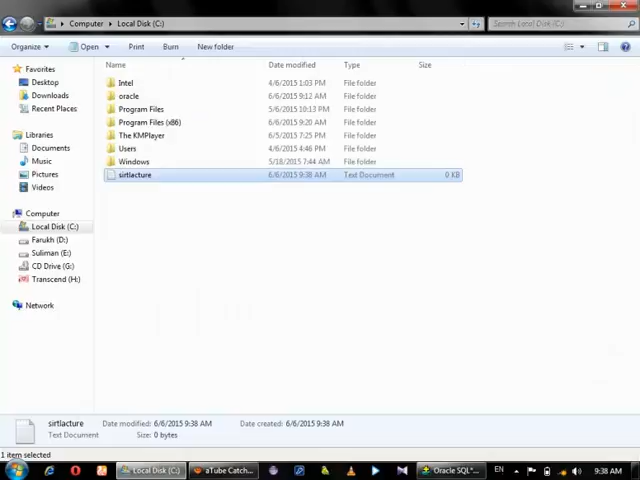 Computer Local Disk (C:) Search Local Disk (C:)
Organize Open Print Burn New folder
Name Date modified Type Size
Favorites
Desktop
Downloads
Recent Places
Libraries
Documents
Music
Pictures
Videos
Computer
Local Disk (C:)
Farukh (D:)
Suliman (E:)
CD Drive (G:)
Transcend (H:)
Network
Intel 4/6/2015 1:03 PM File folder
oracle 6/6/2015 9:12 AM File folder
Program Files 5/6/2015 10:13 PM File folder
Program Files (x86) 6/6/2015 9:20 AM File folder
The KMPlayer 6/5/2015 7:25 PM File folder
Users 4/6/2015 4:46 PM File folder
Windows 5/18/2015 7:44 AM File folder
sirtlacture 6/6/2015 9:38 AM Text Document 0 KB
sirtlacture Date modified: 6/6/2015 9:38 AM Date created: 6/6/2015 9:38 AM
Text Document Size: 0 bytes
1 item selected
Local Disk (C:) aTube Catch... Oracle SQL*... EN 9:38 AM